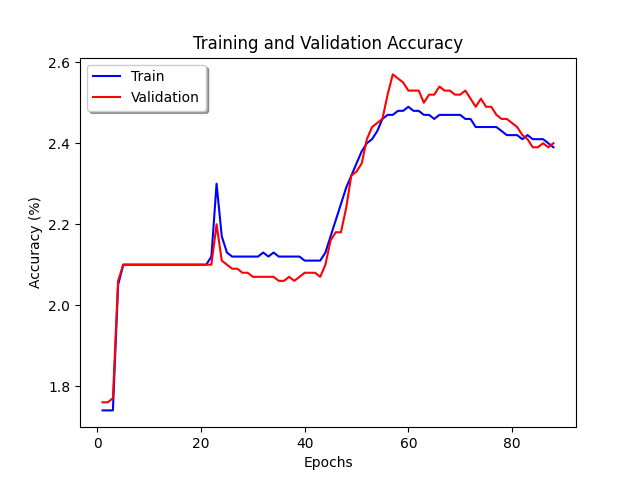 Training and Validation Accuracy
Train
Validation
Accuracy (%)
2.6
2.4
2.2
2.0
1.8
0 20 40 60 80
Epochs